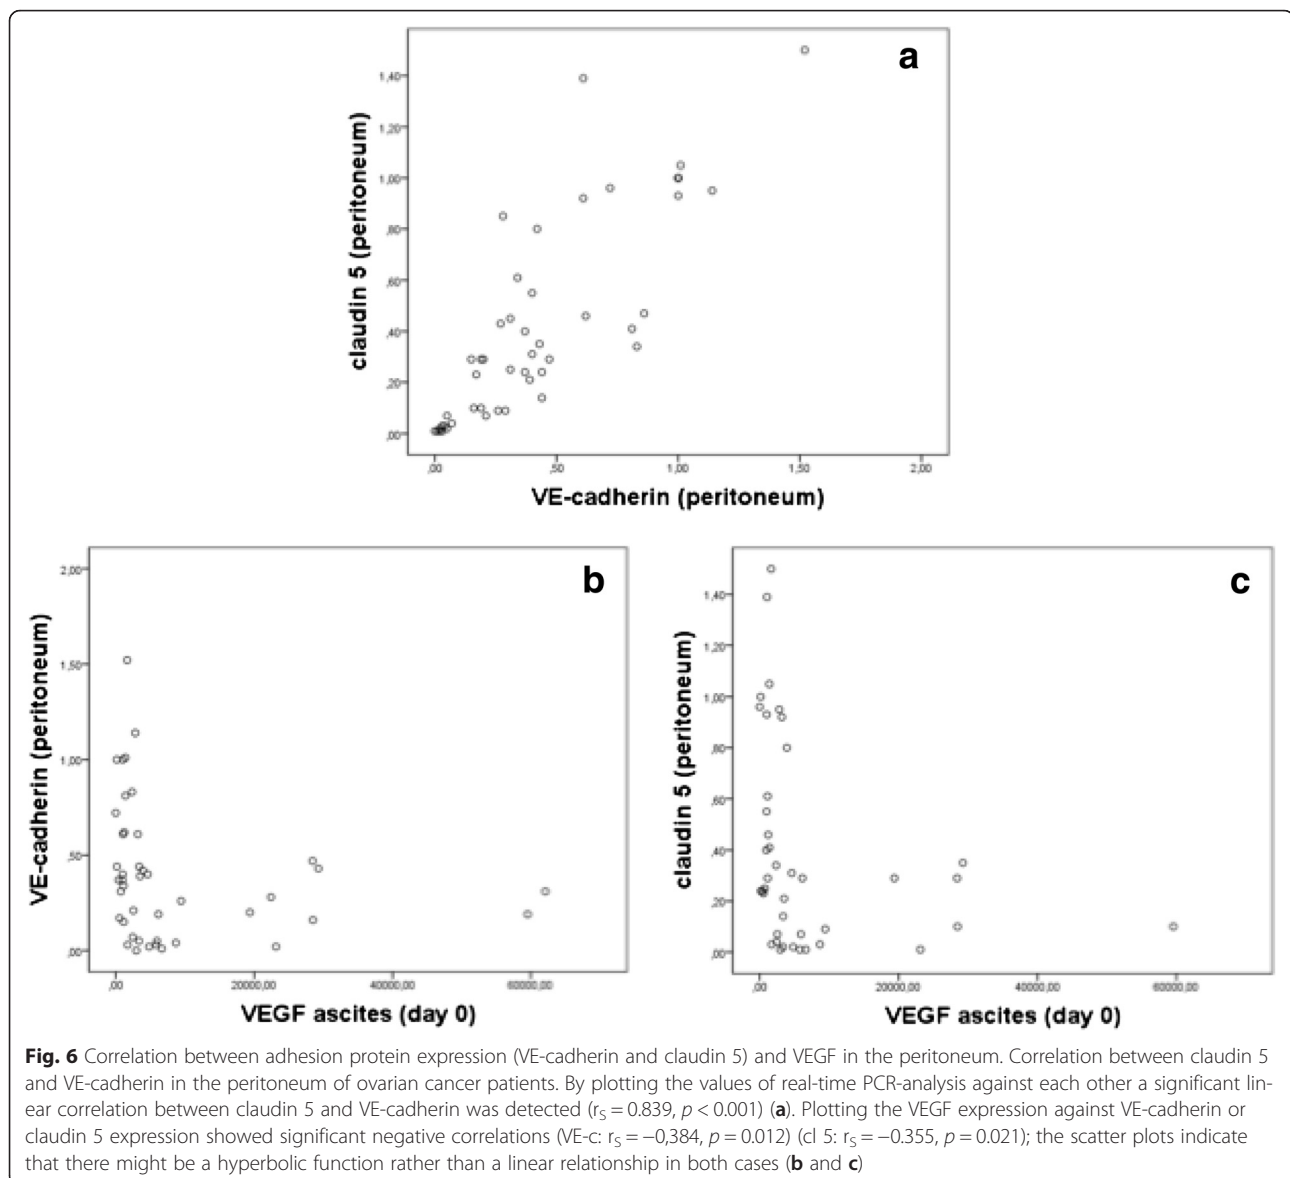 a
claudin 5 (peritoneum)
1,40
1,20
1,00
,80
,60
,40
,20
,00
,00 ,50 1,00 1,50 2,00
VE-cadherin (peritoneum)
b
VE-cadherin (peritoneum)
2,00
1,50
1,00
,50
,00
,00 20000,00 40000,00 60000,00
VEGF ascites (day 0)
c
claudin 5 (peritoneum)
1,40
1,20
1,00
,80
,60
,40
,20
,00
,00 20000,00 40000,00 60000,00
VEGF ascites (day 0)
Fig. 6 Correlation between adhesion protein expression (VE-cadherin and claudin 5) and VEGF in the peritoneum. Correlation between claudin 5
and VE-cadherin in the peritoneum of ovarian cancer patients. By plotting the values of real-time PCR-analysis against each other a significant lin-
ear correlation between claudin 5 and VE-cadherin was detected (rS = 0.839, p < 0.001) (a). Plotting the VEGF expression against VE-cadherin or
claudin 5 expression showed significant negative correlations (VE-c: rS = −0,384, p = 0.012) (cl 5: rS = −0.355, p = 0.021); the scatter plots indicate
that there might be a hyperbolic function rather than a linear relationship in both cases (b and c)